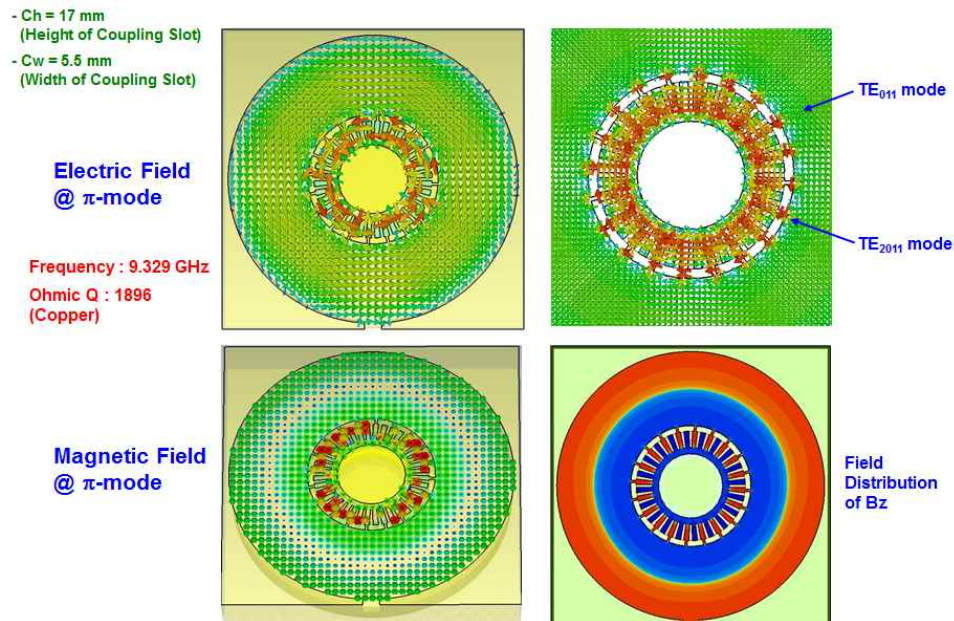 - Ch = 17 mm
(Height of Coupling Slot)
- Cw = 5.5 mm
(Width of Coupling Slot)
TE₀₁₁ mode
Electric Field
@ π-mode
TE₂₀₁₁ mode
Frequency : 9.329 GHz
Ohmic Q : 1896
(Copper)
Magnetic Field
@ π-mode
Field
Distribution
of Bz